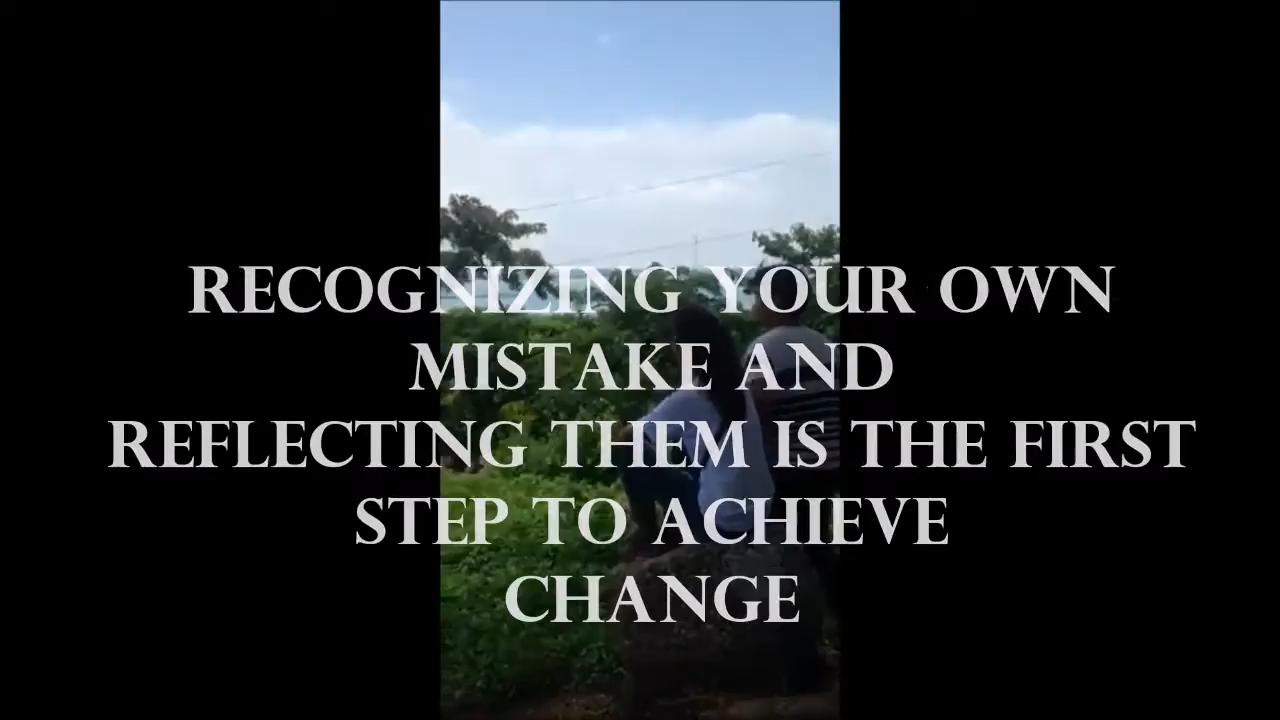 RECOGNIZING YOUR OWN
MISTAKE AND
REFLECTING THEM IS THE FIRST
STEP TO ACHIEVE
CHANGE